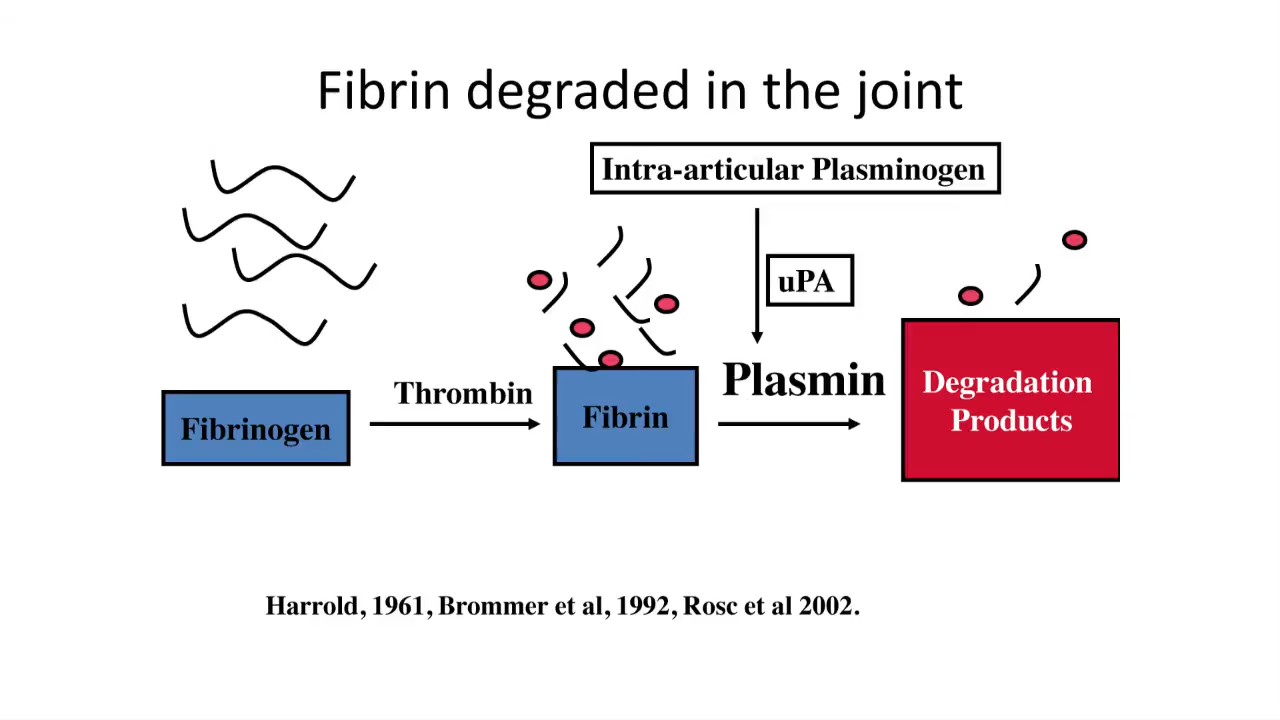 Fibrin degraded in the joint
Intra-articular Plasminogen
uPA
Thrombin
Plasmin
Fibrinogen
Fibrin
Degradation
Products
Harrold, 1961, Brommer et al, 1992, Rosc et al 2002.